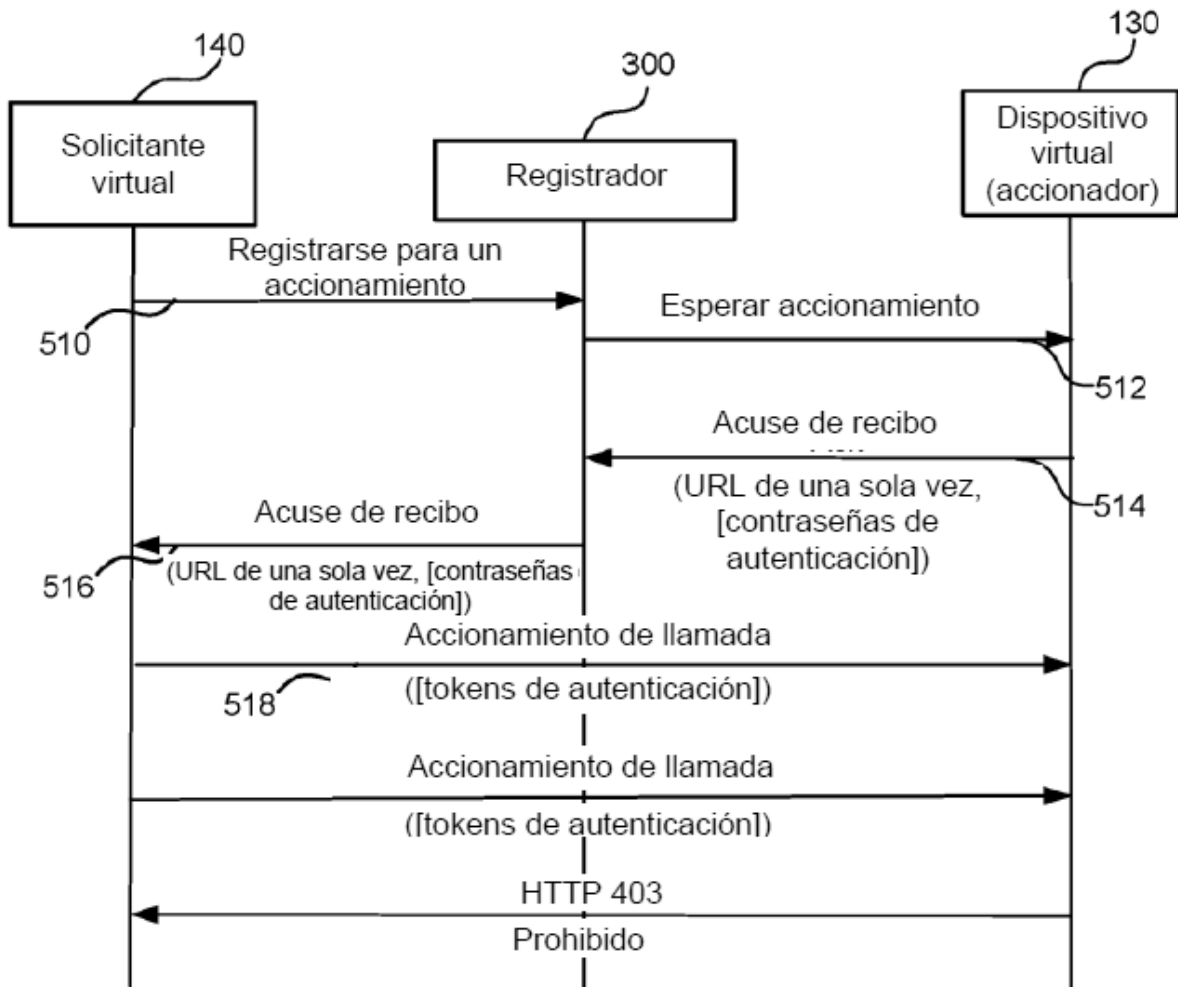 140
300
130
Solicitante
virtual
Registrador
Dispositivo
virtual
(accionador)
Registrarse para un
accionamiento
510
Esperar accionamiento
512
Acuse de recibo
(URL de una sola vez,
[contraseñas de
autenticación])
514
Acuse de recibo
516
(URL de una sola vez, [contraseñas
de autenticación])
Accionamiento de llamada
518
([tokens de autenticación])
Accionamiento de llamada
([tokens de autenticación])
HTTP 403
Prohibido